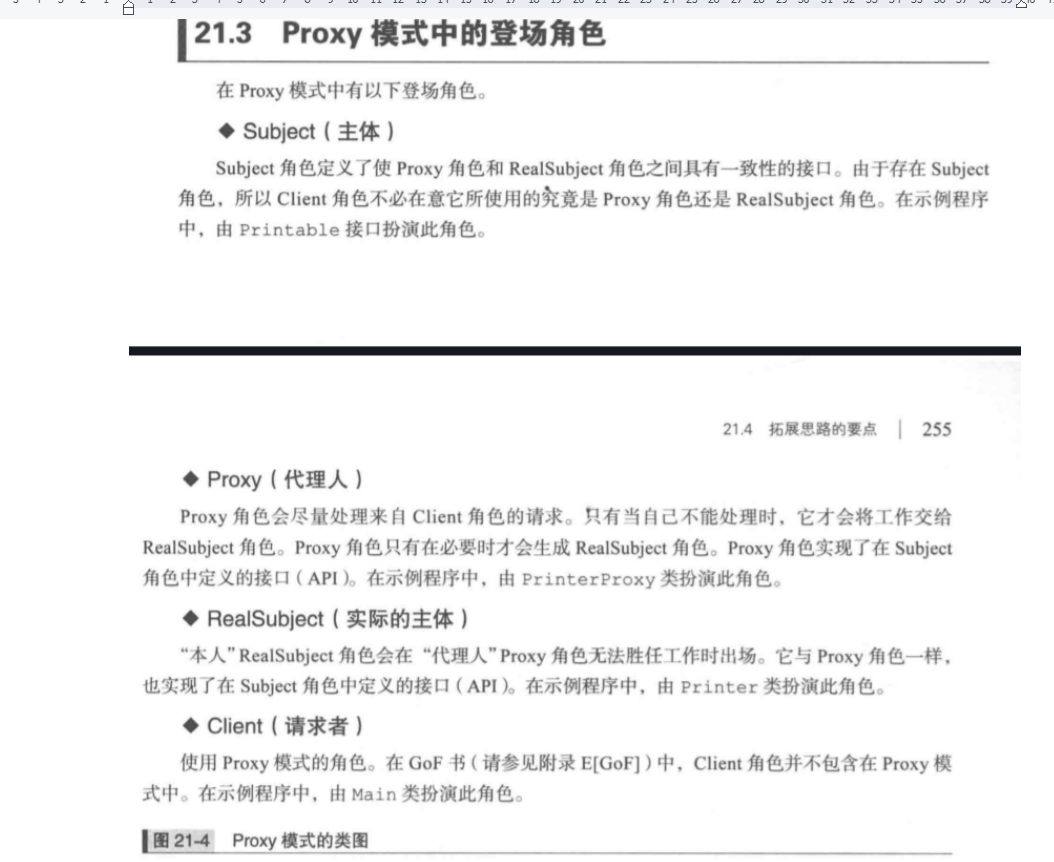 21.3 Proxy 模式中的登场角色
在 Proxy 模式中有以下登场角色。
◆ Subject（主体）
Subject 角色定义了使 Proxy 角色和 RealSubject 角色之间具有一致性的接口。由于存在 Subject
角色，所以 Client 角色不必在意它所使用的究竟是 Proxy 角色还是 RealSubject 角色。在示例程序
中，由 Printable 接口扮演此角色。
21.4 拓展思路的要点 | 255
◆ Proxy（代理人）
Proxy 角色会尽量处理来自 Client 角色的请求。只有当自己不能处理时，它才会将工作交给
RealSubject 角色。Proxy 角色只有在必要时才会生成 RealSubject 角色。Proxy 角色实现了在 Subject
角色中定义的接口（API）。在示例程序中，由 PrinterProxy 类扮演此角色。
◆ RealSubject（实际的主体）
“本人”RealSubject 角色会在“代理人”Proxy 角色无法胜任工作时出场。它与 Proxy 角色一样，
也实现了在 Subject 角色中定义的接口（API）。在示例程序中，由 Printer 类扮演此角色。
◆ Client（请求者）
使用 Proxy 模式的角色。在 GoF 书（请参见附录 E[GoF]）中，Client 角色并不包含在 Proxy 模
式中。在示例程序中，由 Main 类扮演此角色。
图 21-4 Proxy 模式的类图